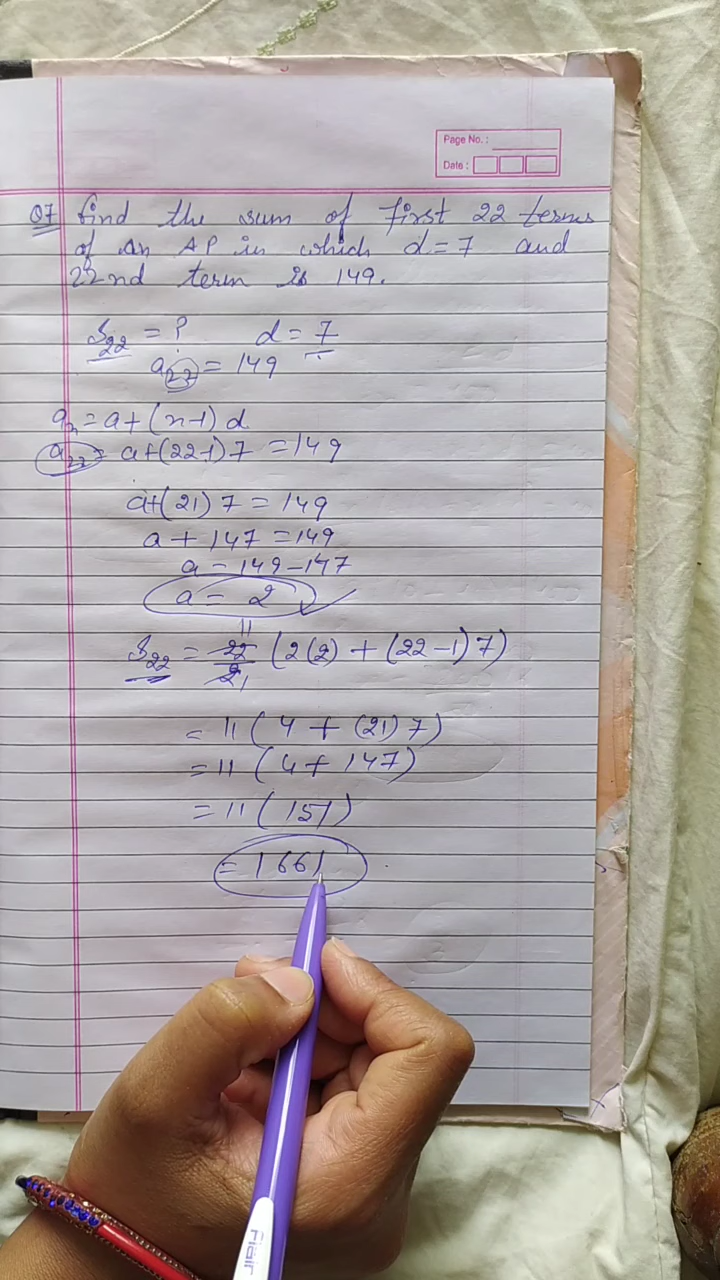 Page No. :
Date :
Q7 find the sum of first 22 terms
of an AP in which d=7 and
22nd term is 149.
S₂₂ = ? d = 7
a₂₂ = 149
aₙ = a+(n-1) d
a₂₂ = a+(22-1)7 =149
a+(21) 7 = 149
a + 147 =149
a = 149-147
a = 2 ✓
S₂₂ = 22/2 (2(2) + (22-1)7)
11
1
= 11( 4 + (21) 7)
= 11 ( 4+ 147)
= 11 ( 151)
= 1661
Flair